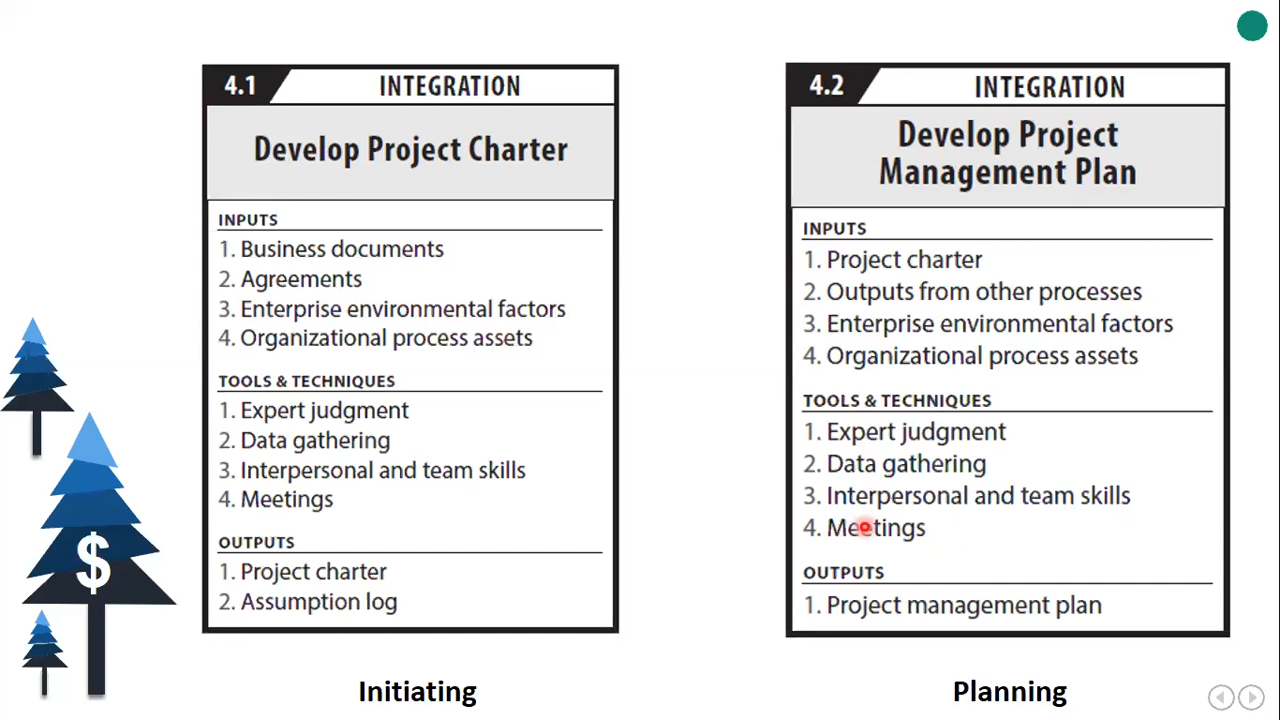 4.1 INTEGRATION
Develop Project Charter
INPUTS
1. Business documents
2. Agreements
3. Enterprise environmental factors
4. Organizational process assets
TOOLS & TECHNIQUES
1. Expert judgment
2. Data gathering
3. Interpersonal and team skills
4. Meetings
OUTPUTS
1. Project charter
2. Assumption log
Initiating
4.2 INTEGRATION
Develop Project
Management Plan
INPUTS
1. Project charter
2. Outputs from other processes
3. Enterprise environmental factors
4. Organizational process assets
TOOLS & TECHNIQUES
1. Expert judgment
2. Data gathering
3. Interpersonal and team skills
4. Meetings
OUTPUTS
1. Project management plan
Planning
$